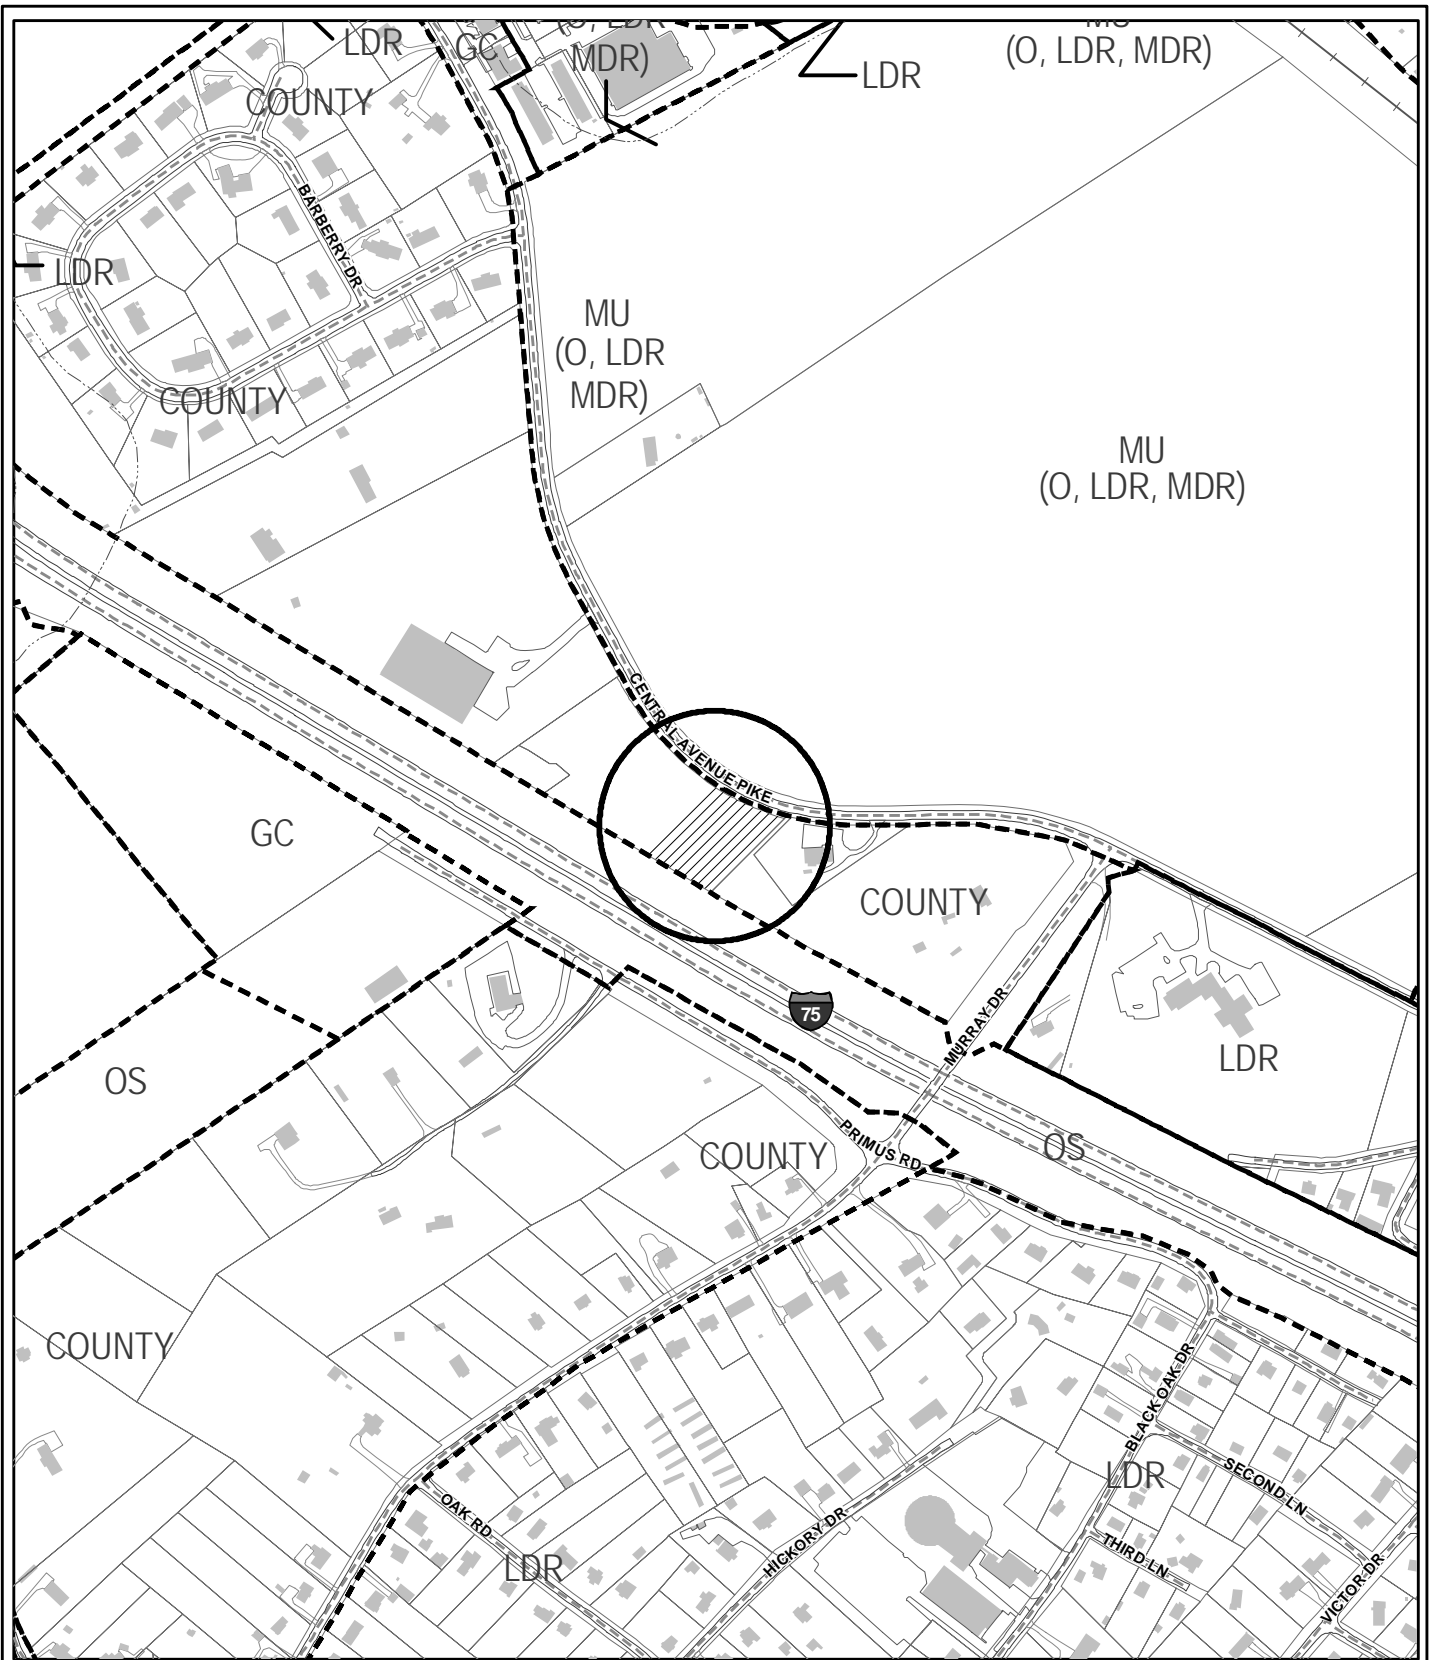 (O, LDR
MDR)
LDR
GC
MU
(O, LDR, MDR)
LDR
COUNTY
BARBERRY DR
LDR
MU
(O, LDR
MDR)
COUNTY
MU
(O, LDR, MDR)
CENTRAL AVENUE PIKE
GC
COUNTY
75
MURRAY DR
LDR
OS
PRIMUS RD
COUNTY
OS
COUNTY
BLACK OAK DR
LDR
SECOND LN
OAK RD
HICKORY DR
THIRD LN
LDR
VICTOR DR